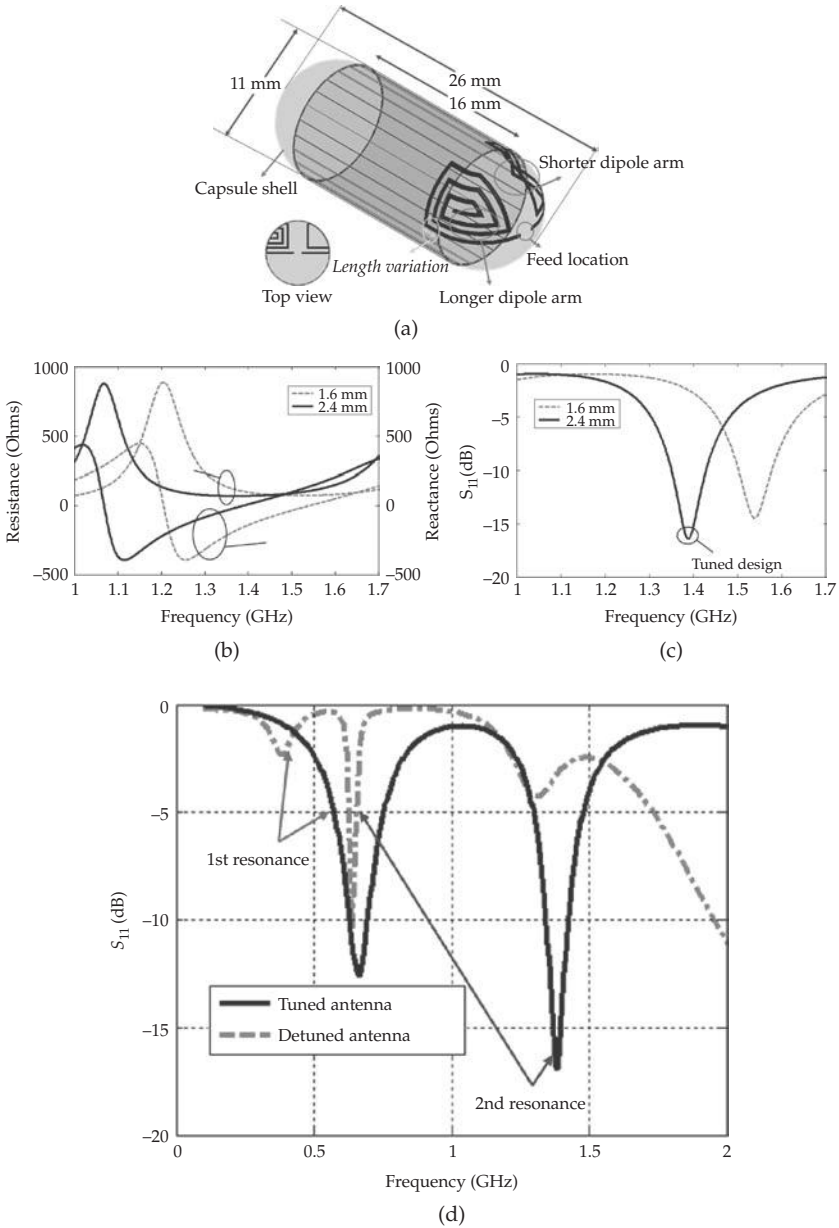 11 mm
26 mm
16 mm
Shorter dipole arm
Capsule shell
Length variation
Feed location
Top view
Longer dipole arm
(a)
1000
500
0
−500
Resistance (Ohms)
1.6 mm
2.4 mm
1000
500
0
−500
Reactance (Ohms)
1 1.1 1.2 1.3 1.4 1.5 1.6 1.7
Frequency (GHz)
(b)
0
−5
−10
−15
−20
S11(dB)
1.6 mm
2.4 mm
Tuned design
1 1.1 1.2 1.3 1.4 1.5 1.6 1.7
Frequency (GHz)
(c)
0
−5
−10
−15
−20
S11 (dB)
1st resonance
Tuned antenna
Detuned antenna
2nd resonance
0 0.5 1 1.5 2
Frequency (GHz)
(d)